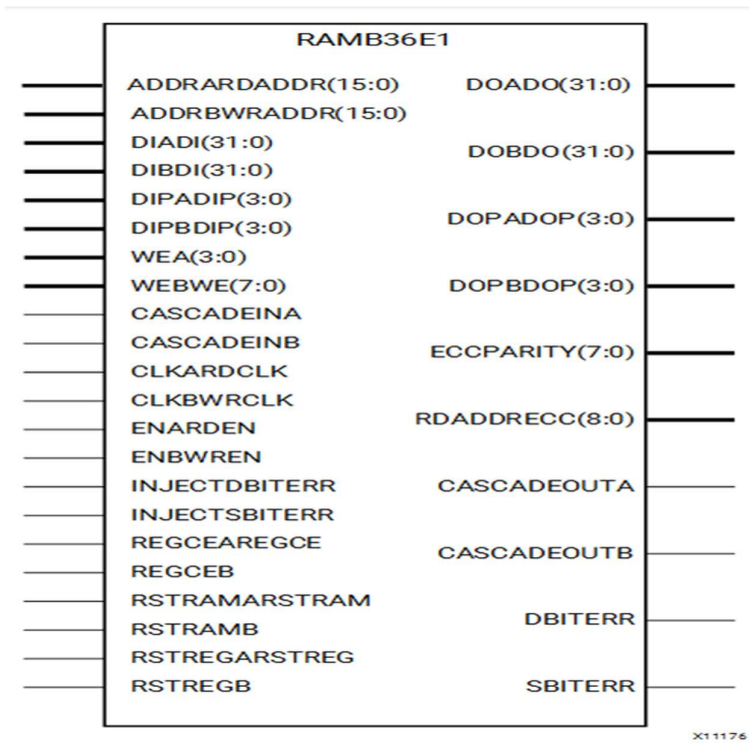 RAMB36E1
ADDRARDADDR(15:0)
ADDRBWRADDR(15:0)
DIADI(31:0)
DIBDI(31:0)
DIPADIP(3:0)
DIPBDIP(3:0)
WEA(3:0)
WEBWE(7:0)
CASCADEINA
CASCADEINB
CLKARDCLK
CLKBWRCLK
ENARDEN
ENBWREN
INJECTDBITERR
INJECTSBITERR
REGCEAREGCE
REGCEB
RSTRAMARSTRAM
RSTRAMB
RSTREGARSTREG
RSTREGB
DOADO(31:0)
DOBDO(31:0)
DOPADOP(3:0)
DOPBDOP(3:0)
ECCPARITY(7:0)
RDADDRECC(8:0)
CASCADEOUTA
CASCADEOUTB
DBITERR
SBITERR
X11176